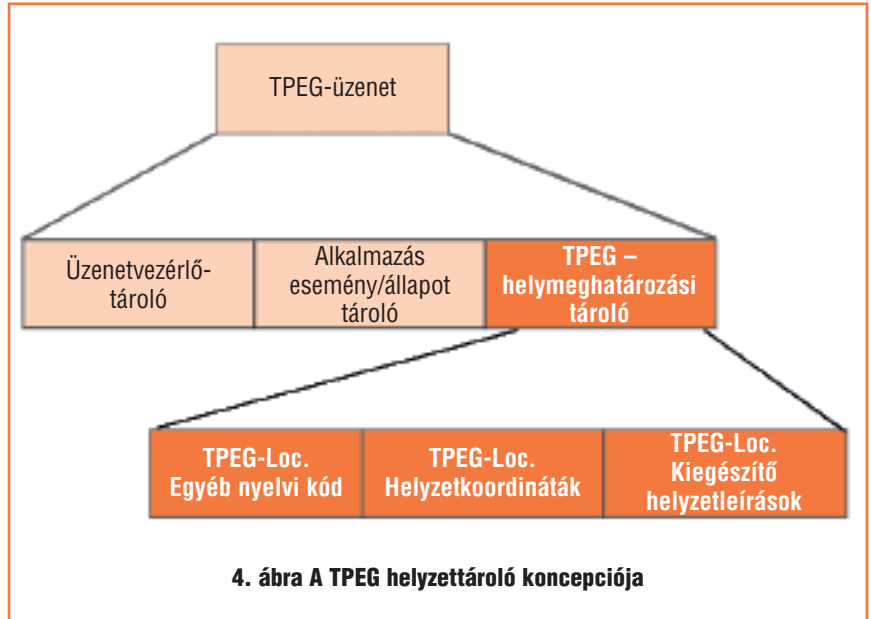 TPEG-üzenet
Üzenetvezérlő-
tároló
Alkalmazás
esemény/állapot
tároló
TPEG –
helymeghatározási
tároló
TPEG-Loc.
Egyéb nyelvi kód
TPEG-Loc.
Helyzetkoordináták
TPEG-Loc.
Kiegészítő
helyzetleírások
4. ábra A TPEG helyzettároló koncepciója